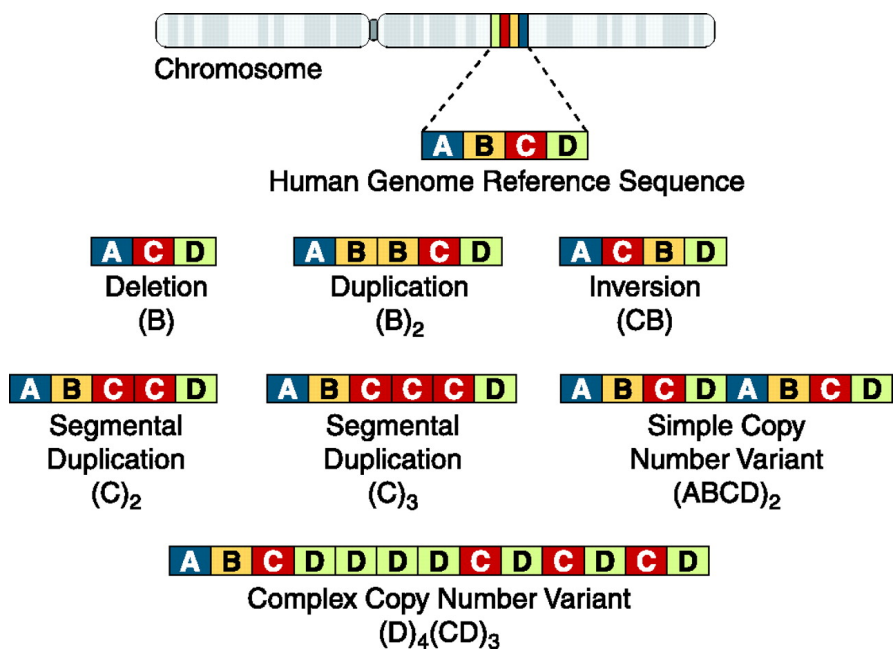 Chromosome
A B C D
Human Genome Reference Sequence
A C D
Deletion
(B)
A B B C D
Duplication
(B)₂
A C B D
Inversion
(CB)
A B C C D
Segmental
Duplication
(C)₂
A B C C C D
Segmental
Duplication
(C)₃
A B C D A B C D
Simple Copy
Number Variant
(ABCD)₂
A B C D D D D C D C D C D
Complex Copy Number Variant
(D)₄(CD)₃